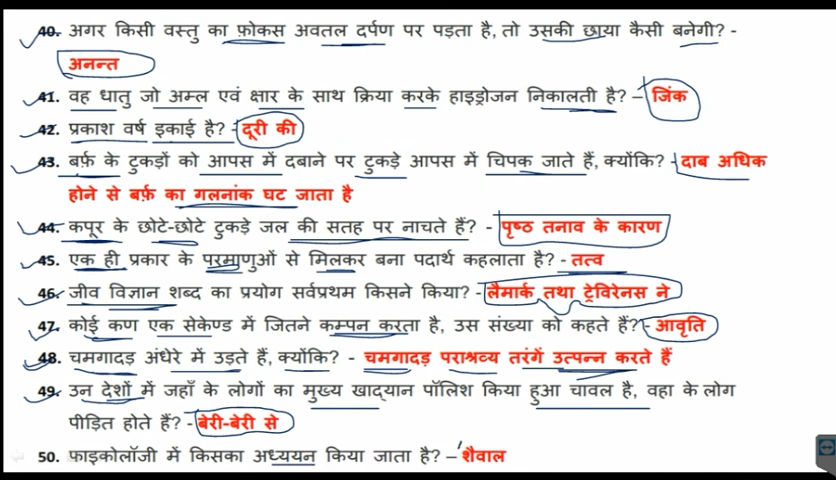 40. अगर किसी वस्तु का फ़ोकस अवतल दर्पण पर पड़ता है, तो उसकी छाया कैसी बनेगी? -
अनन्त
41. वह धातु जो अम्ल एवं क्षार के साथ क्रिया करके हाइड्रोजन निकालती है? – जिंक
42. प्रकाश वर्ष इकाई है? - दूरी की
43. बर्फ़ के टुकड़ों को आपस में दबाने पर टुकड़े आपस में चिपक जाते हैं, क्योंकि? - दाब अधिक
होने से बर्फ़ का गलनांक घट जाता है
44. कपूर के छोटे-छोटे टुकड़े जल की सतह पर नाचते हैं? - पृष्ठ तनाव के कारण
45. एक ही प्रकार के परमाणुओं से मिलकर बना पदार्थ कहलाता है? - तत्व
46. जीव विज्ञान शब्द का प्रयोग सर्वप्रथम किसने किया? - लैमार्क तथा ट्रेविरेनस ने
47. कोई कण एक सेकेण्ड में जितने कम्पन करता है, उस संख्या को कहते हैं? - आवृति
48. चमगादड़ अंधेरे में उड़ते हैं, क्योंकि? - चमगादड़ पराश्रव्य तरंगें उत्पन्न करते हैं
49. उन देशों में जहाँ के लोगों का मुख्य खाद्यान पॉलिश किया हुआ चावल है, वहा के लोग
पीड़ित होते हैं? - बेरी-बेरी से
50. फाइकोलॉजी में किसका अध्ययन किया जाता है? – शैवाल